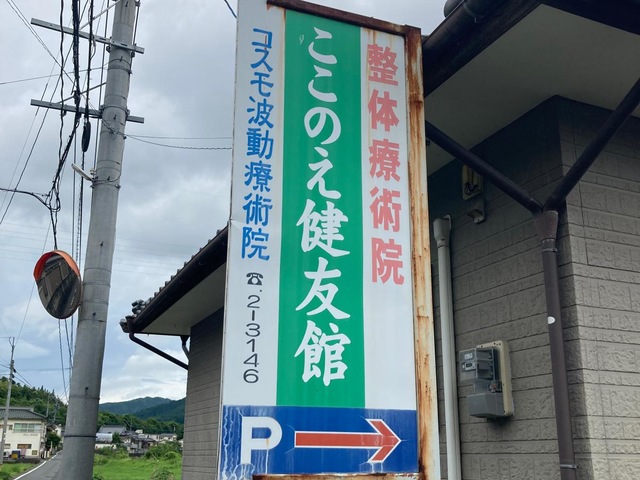 整体療術院
ここのえ健友館
コスモ波動療術院
☎2-3146
P